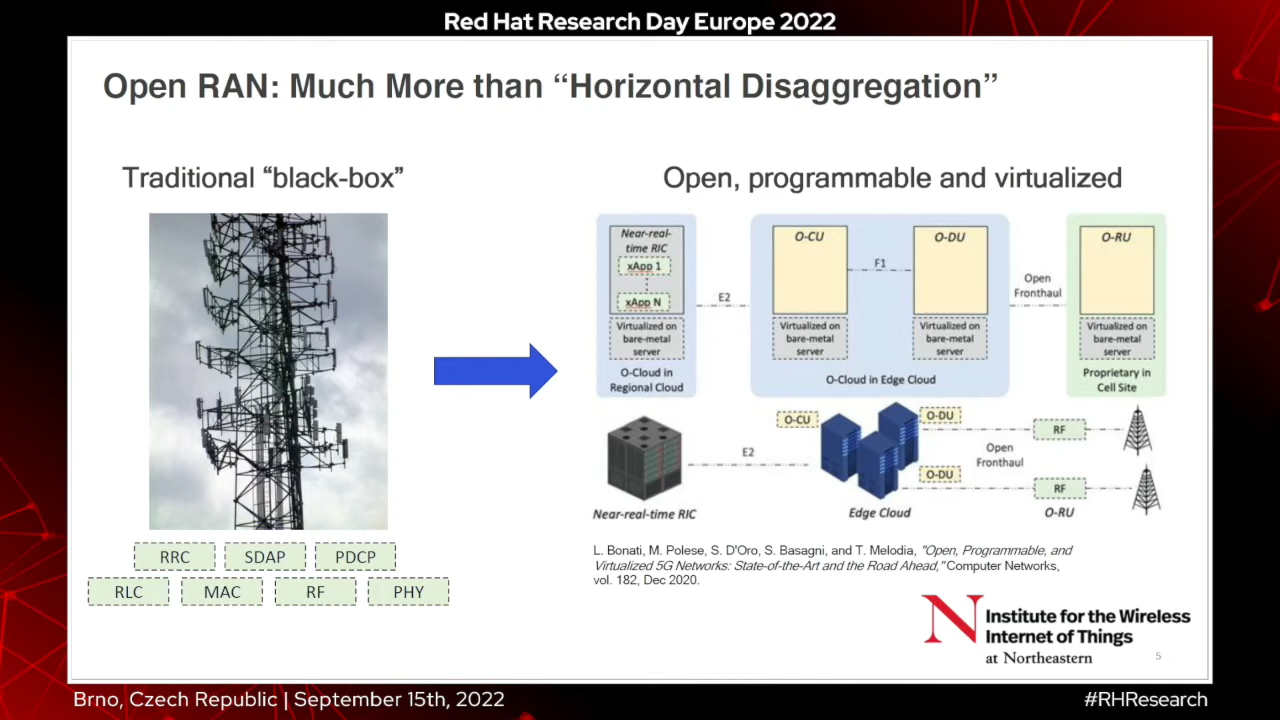 Red Hat Research Day Europe 2022
Open RAN: Much More than “Horizontal Disaggregation”
Traditional “black-box”
RRC
SDAP
PDCP
RLC
MAC
RF
PHY
Open, programmable and virtualized
Near-real-
time RIC
xApp 1
xApp N
Virtualized on
bare-metal
server
O-Cloud in
Regional Cloud
E2
O-CU
Virtualized on
bare-metal
server
F1
O-DU
Virtualized on
bare-metal
server
O-Cloud in Edge Cloud
Open
Fronthaul
O-RU
Virtualized on
bare-metal
server
Proprietary in
Cell Site
Near-real-time RIC
E2
O-CU
O-DU
O-DU
Edge Cloud
Open
Fronthaul
RF
RF
O-RU
L. Bonati, M. Polese, S. D'Oro, S. Basagni, and T. Melodia, "Open, Programmable, and
Virtualized 5G Networks: State-of-the-Art and the Road Ahead," Computer Networks,
vol. 182, Dec 2020.
N
Institute for the Wireless
Internet of Things
at Northeastern
5
Brno, Czech Republic | September 15th, 2022
#RHResearch